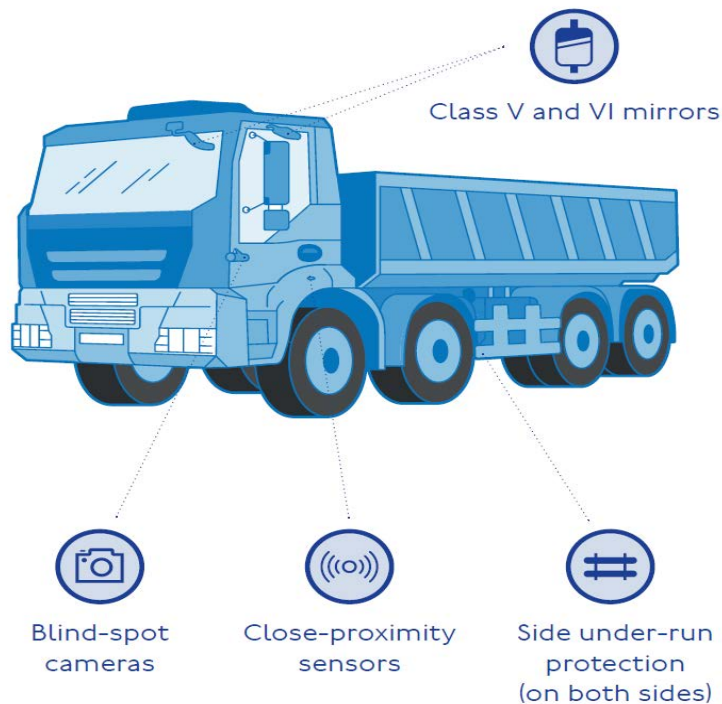 Class V and VI mirrors
Blind-spot
cameras
Close-proximity
sensors
Side under-run
protection
(on both sides)